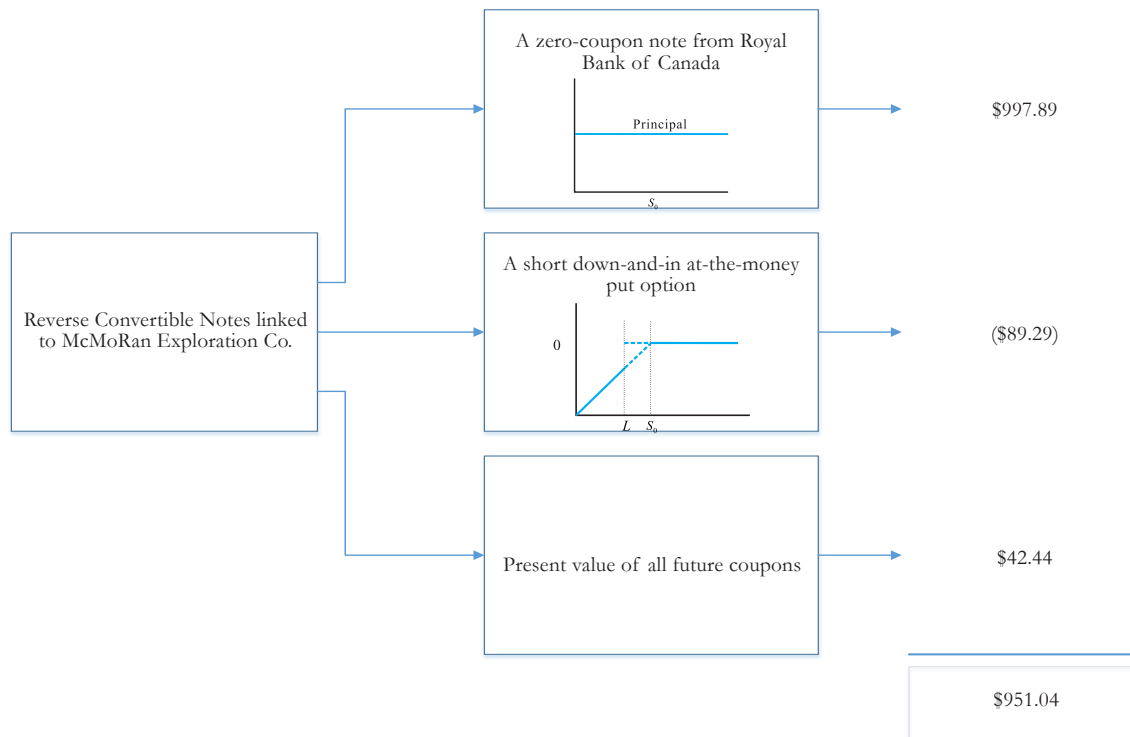 A zero-coupon note from Royal
Bank of Canada
Principal
S₀
$997.89
Reverse Convertible Notes linked
to McMoRan Exploration Co.
A short down-and-in at-the-money
put option
0
L S₀
($89.29)
Present value of all future coupons
$42.44
$951.04